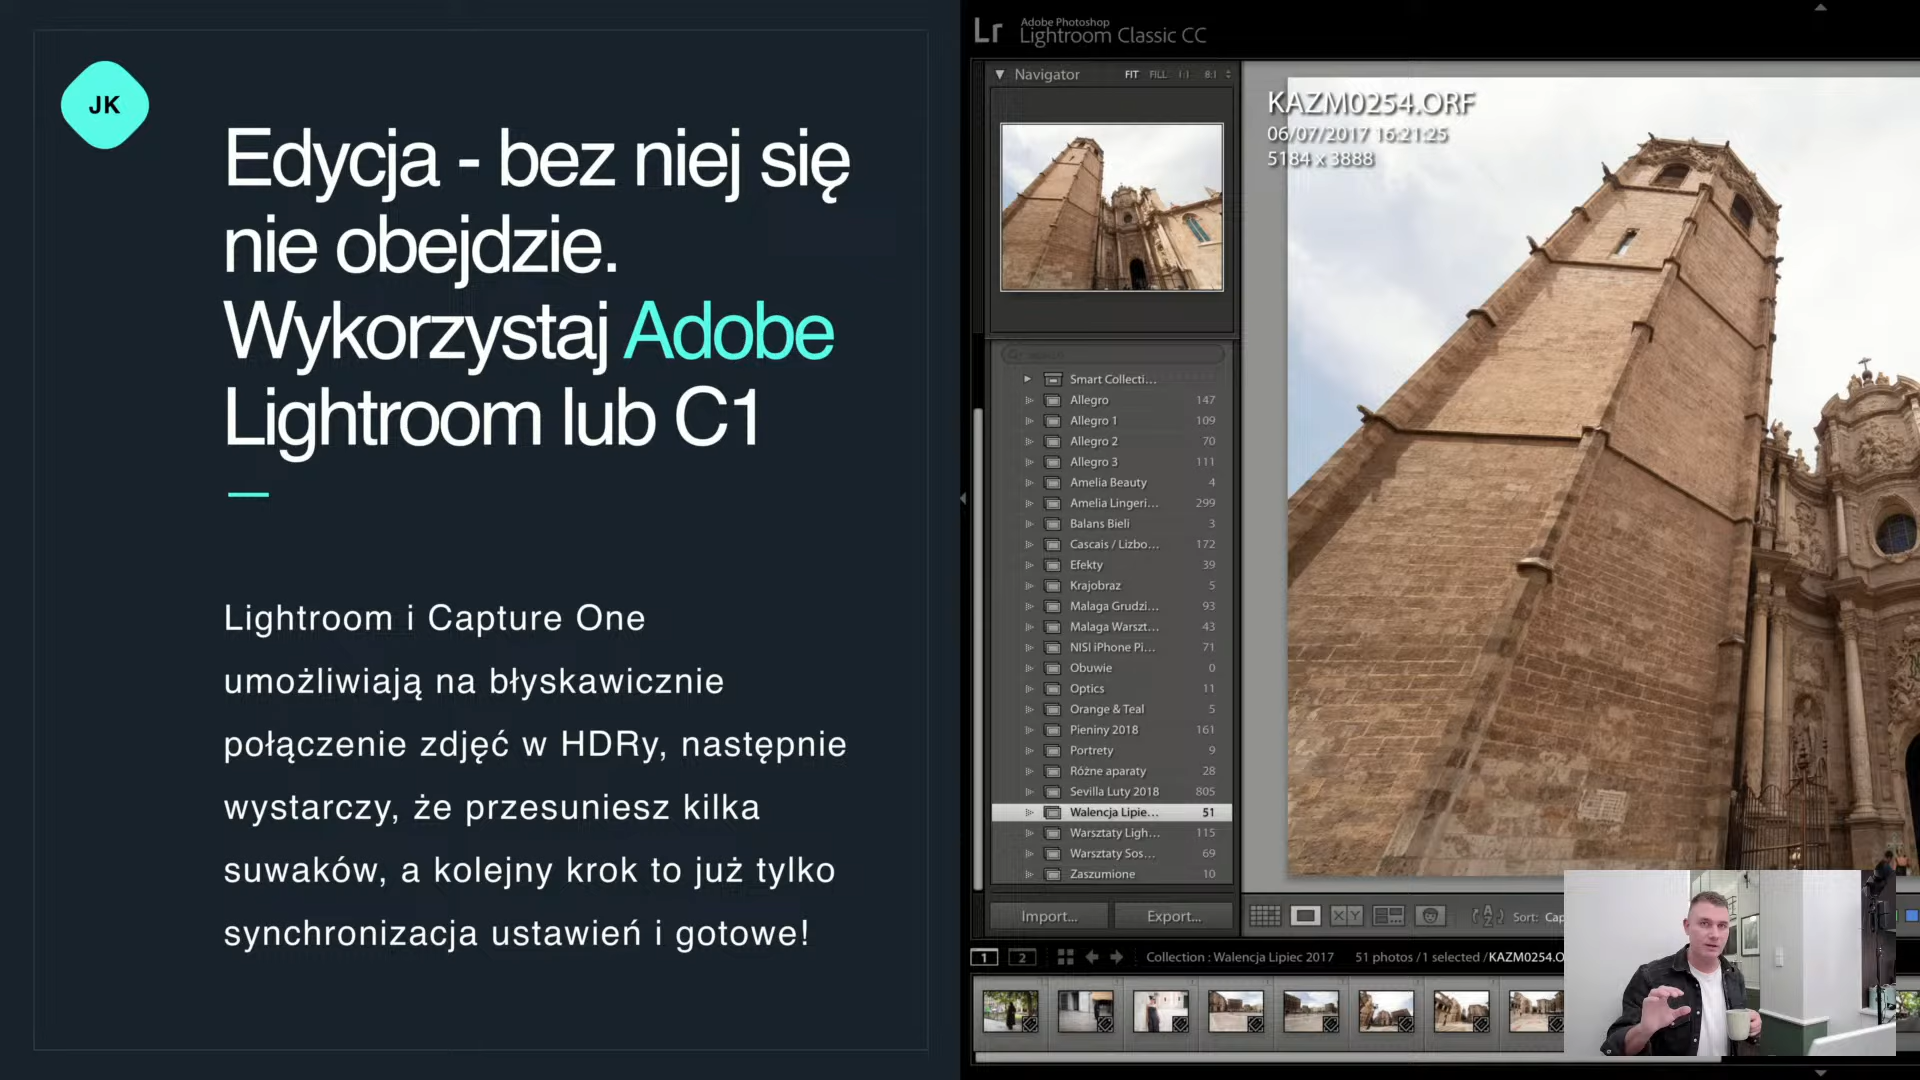 JK
Edycja - bez niej się
nie obejdzie.
Wykorzystaj Adobe
Lightroom lub C1
Lightroom i Capture One
umożliwiają na błyskawicznie
połączenie zdjęć w HDRy, następnie
wystarczy, że przesuniesz kilka
suwaków, a kolejny krok to już tylko
synchronizacja ustawień i gotowe!
Lr Adobe Photoshop
Lightroom Classic CC
Navigator FIT FILL 1:1 8:1
KAZM0254.ORF
06/07/2017 16:21:25
5184 x 3888
Smart Collecti...
Allegro 147
Allegro 1 109
Allegro 2 70
Allegro 3 111
Amelia Beauty 4
Amelia Lingeri... 299
Balans Bieli 3
Cascais / Lizbo... 172
Efekty 39
Krajobraz 5
Malaga Grudzi... 93
Malaga Warszt... 43
NISI iPhone Pi... 71
Obuwie 0
Optics 11
Orange & Teal 5
Pieniny 2018 161
Portrety 9
Różne aparaty 28
Sevilla Luty 2018 805
Walencja Lipie... 51
Warsztaty Ligh... 115
Warsztaty Sos... 69
Zaszumione 10
Import... Export... X Y A Z Sort: Cap
1 2 Collection : Walencja Lipiec 2017 51 photos / 1 selected / KAZM0254.O